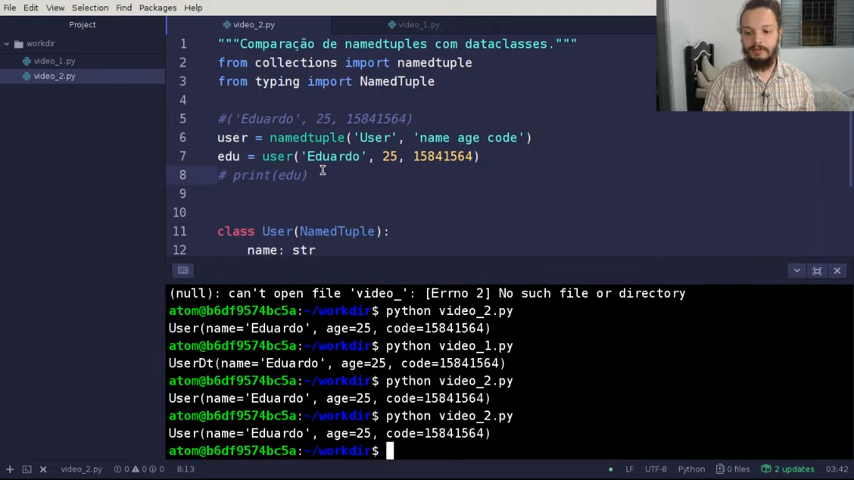 File Edit View Selection Find Packages Help
Project
video_2.py
video_1.py
workdir
video_1.py
video_2.py
1 """Comparação de namedtuples com dataclasses."""
2 from collections import namedtuple
3 from typing import NamedTuple
4
5 #('Eduardo', 25, 15841564)
6 user = namedtuple('User', 'name age code')
7 edu = user('Eduardo', 25, 15841564)
8 # print(edu)
9
10
11 class User(NamedTuple):
12 name: str
(null): can't open file 'video_': [Errno 2] No such file or directory
atom@b6df9574bc5a:~/workdir$ python video_2.py
User(name='Eduardo', age=25, code=15841564)
atom@b6df9574bc5a:~/workdir$ python video_1.py
UserDt(name='Eduardo', age=25, code=15841564)
atom@b6df9574bc5a:~/workdir$ python video_2.py
User(name='Eduardo', age=25, code=15841564)
atom@b6df9574bc5a:~/workdir$ python video_2.py
User(name='Eduardo', age=25, code=15841564)
atom@b6df9574bc5a:~/workdir$
video_2.py 0 0 0 8:13 LF UTF-8 Python 0 files 2 updates 03:42